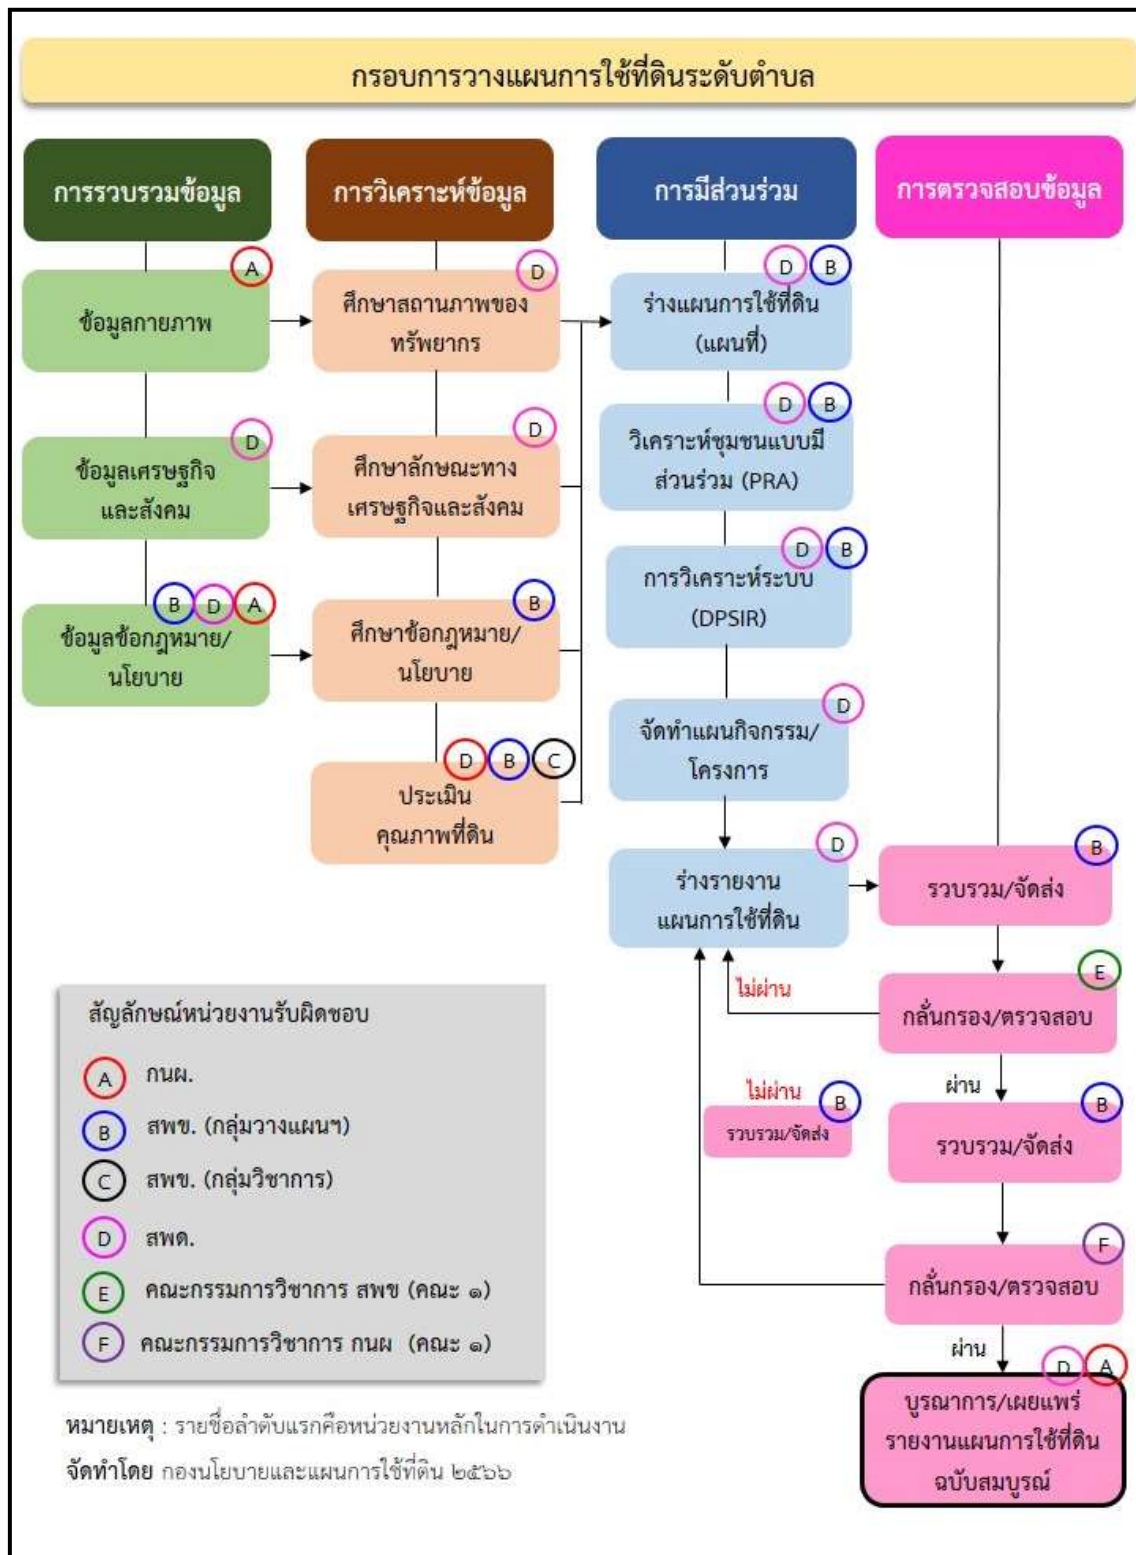 กรอบการวางแผนการใช้ที่ดินระดับตำบล
การรวบรวมข้อมูล
การวิเคราะห์ข้อมูล
การมีส่วนร่วม
การตรวจสอบข้อมูล
A
ข้อมูลกายภาพ
D
ข้อมูลเศรษฐกิจ
และสังคม
B D A
ข้อมูลข้อกฎหมาย/
นโยบาย
D
ศึกษาสถานภาพของ
ทรัพยากร
D
ศึกษาลักษณะทาง
เศรษฐกิจและสังคม
B
ศึกษาข้อกฎหมาย/
นโยบาย
D B C
ประเมิน
คุณภาพที่ดิน
D B
ร่างแผนการใช้ที่ดิน
(แผนที่)
D B
วิเคราะห์ชุมชนแบบมี
ส่วนร่วม (PRA)
D B
การวิเคราะห์ระบบ
(DPSIR)
D
จัดทำแผนกิจกรรม/
โครงการ
D
ร่างรายงาน
แผนการใช้ที่ดิน
B
รวบรวม/จัดส่ง
E
ไม่ผ่าน
กลั่นกรอง/ตรวจสอบ
ผ่าน
ไม่ผ่าน
B
รวบรวม/จัดส่ง
B
รวบรวม/จัดส่ง
F
กลั่นกรอง/ตรวจสอบ
ผ่าน
D A
บูรณาการ/เผยแพร่
รายงานแผนการใช้ที่ดิน
ฉบับสมบูรณ์
สัญลักษณ์หน่วยงานรับผิดชอบ
A กนผ.
B สพข. (กลุ่มวางแผนฯ)
C สพข. (กลุ่มวิชาการ)
D สพด.
E คณะกรรมการวิชาการ สพข (คณะ ๑)
F คณะกรรมการวิชาการ กนผ (คณะ ๑)
หมายเหตุ : รายชื่อลำดับแรกคือหน่วยงานหลักในการดำเนินงาน
จัดทำโดย กองนโยบายและแผนการใช้ที่ดิน ๒๕๖๖